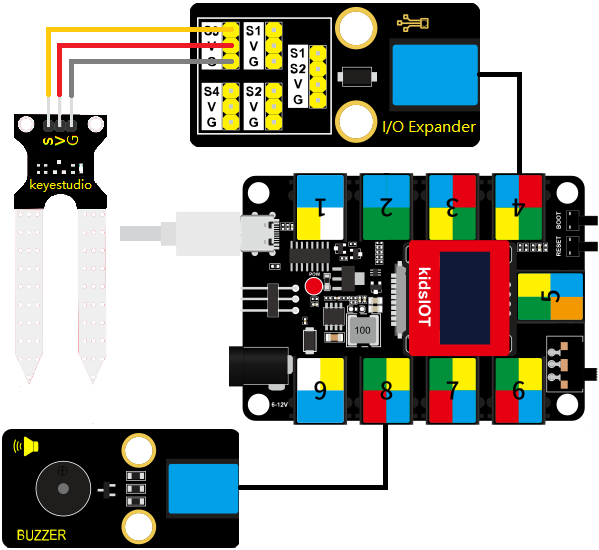 S3
V
G
S1
V
G
S4
V
G
S2
V
G
S1
S2
V
G
I/O Expander
S V G
keyestudio
1
2
3
4
BOOT
RESET
POW
kidsIOT
5
100
6-12V
9
8
7
6
BUZZER